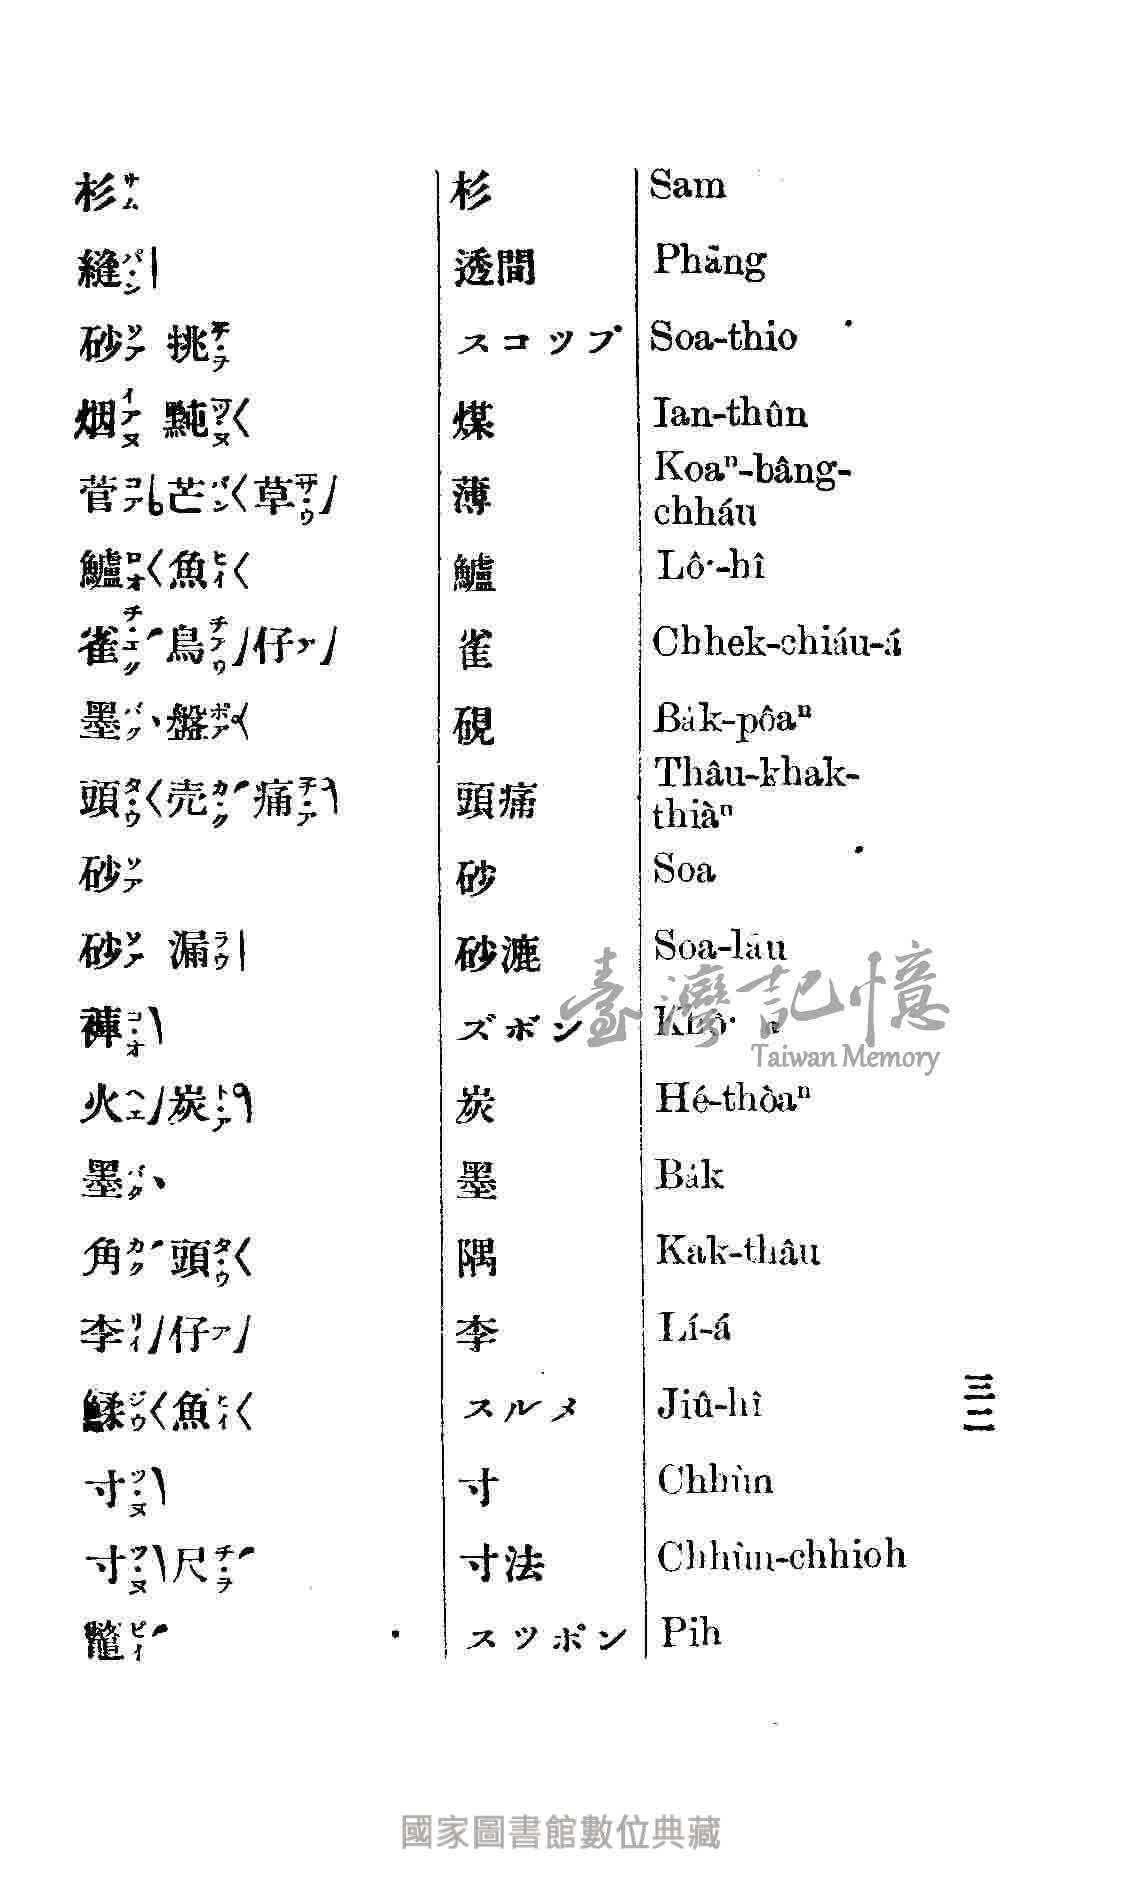 杉サム 杉 Sam
縫パン 透間 Phāng
砂ソア挑チヲ スコップ Soa-thio
烟イアヌ黗ツヌ 煤 Ian-thûn
菅コア芒バン草サウ 薄 Koaⁿ-bâng-
chháu
鱸ロオ魚ヒイ 鱸 Lô·-hî
雀チエク鳥チアウ仔ア 雀 Chhek-chiáu-á
墨バク盤ポア 硯 Ba̍k-pôaⁿ
頭タウ売カク痛チア 頭痛 Thâu-khak-
thiàⁿ
砂ソア 砂 Soa
砂ソア漏ラウ 砂漉 Soa-lāu
褲コオ ズボン
火ヘエ炭トア 炭 Hé-thòaⁿ
墨バク 墨 Ba̍k
角カク頭タウ 隅 Kak-thâu
李リイ仔ア 李 Lí-á
鰇ジウ魚ヒイ スルメ Jiû-hî
寸ツヌ 寸 Chhùn
寸ツヌ尺チヲ 寸法 Chhùn-chhioh
鼈ピイ スツポン Pih
三二
臺灣記憶
Taiwan Memory
國家圖書館數位典藏